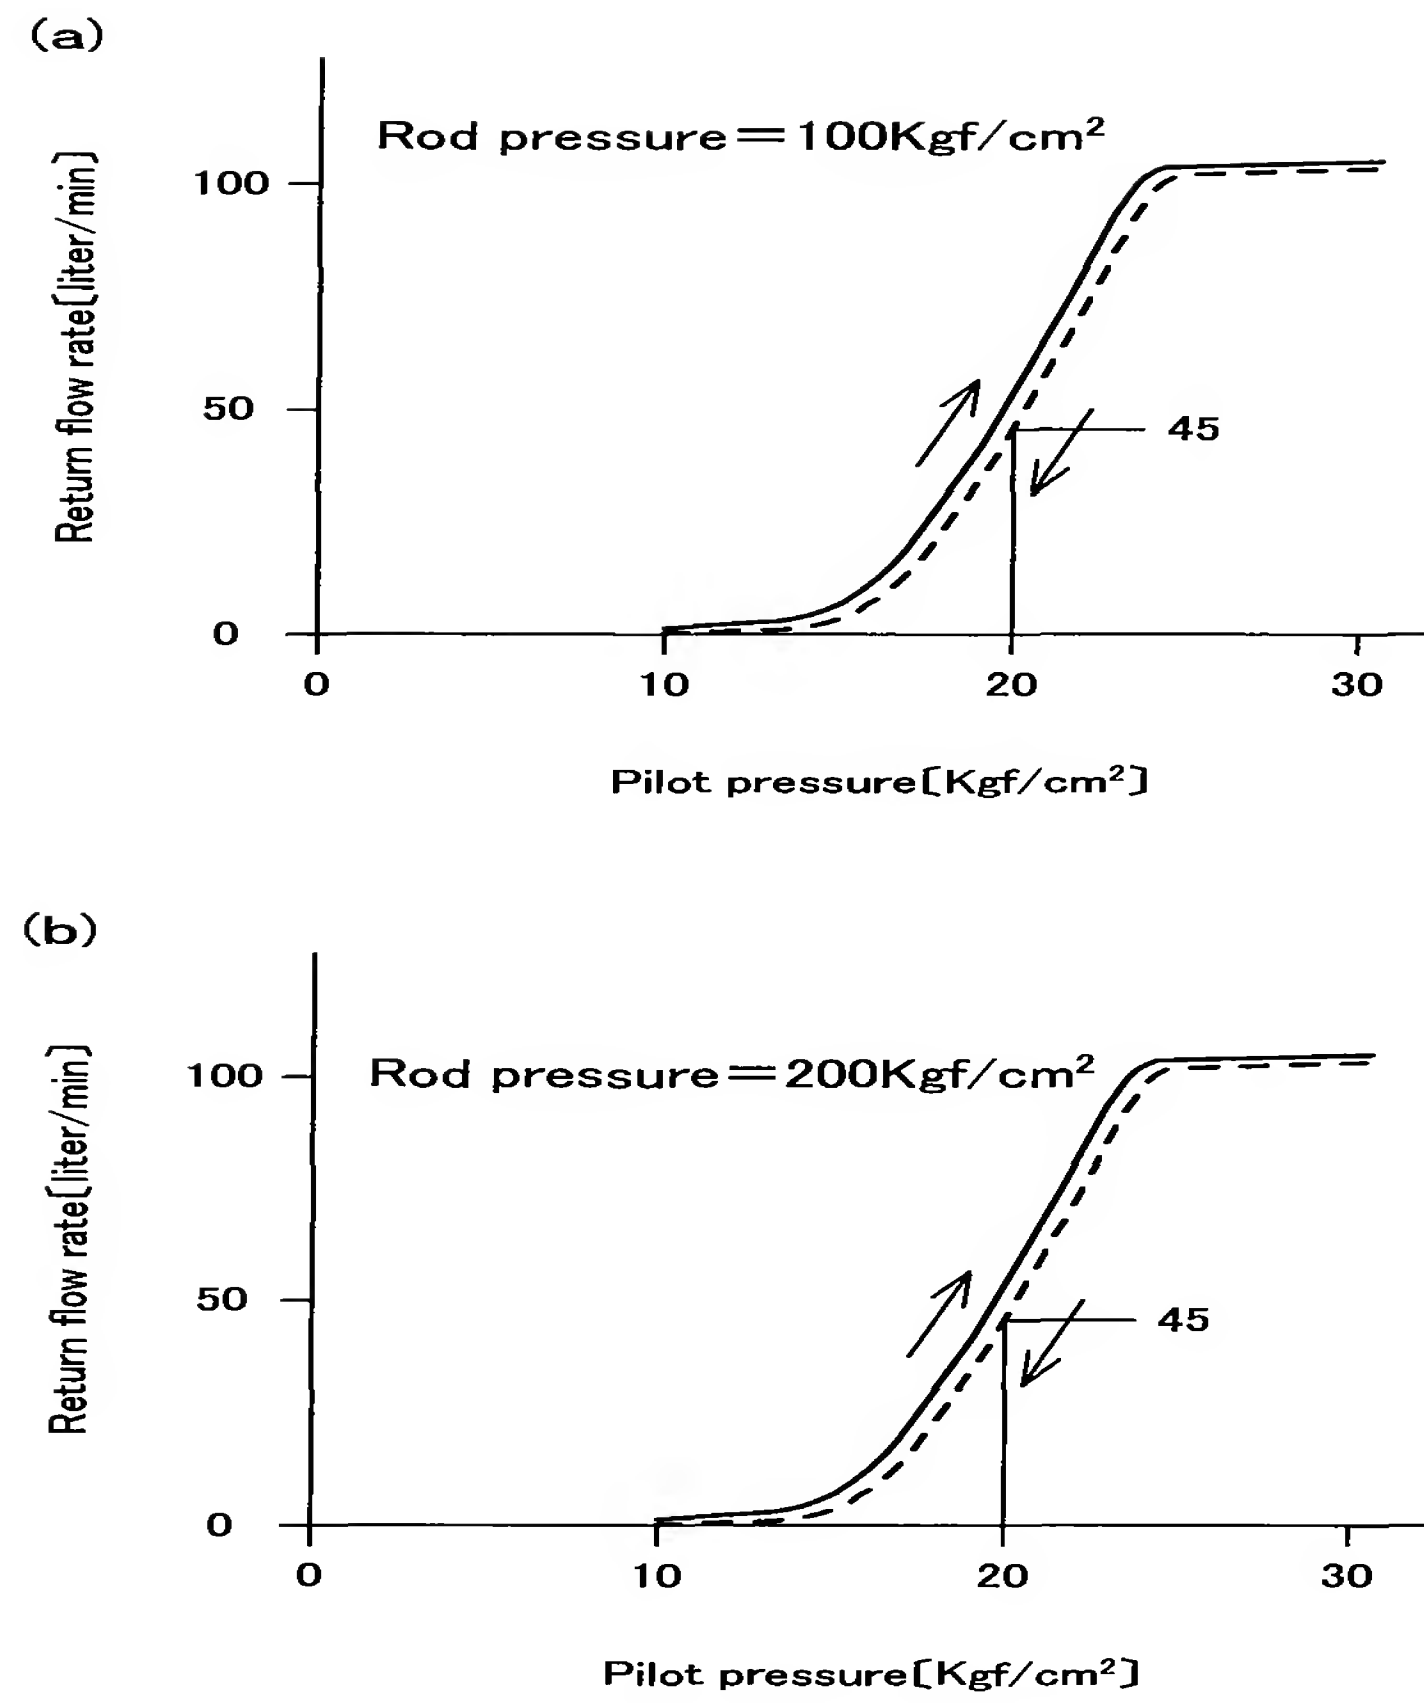 (a)
Rod pressure=100Kgf/cm²
Return flow rate[liter/min]
100
50
45
0
0 10 20 30
Pilot pressure[Kgf/cm²]
(b)
Rod pressure=200Kgf/cm²
Return flow rate[liter/min]
100
50
45
0
0 10 20 30
Pilot pressure[Kgf/cm²]